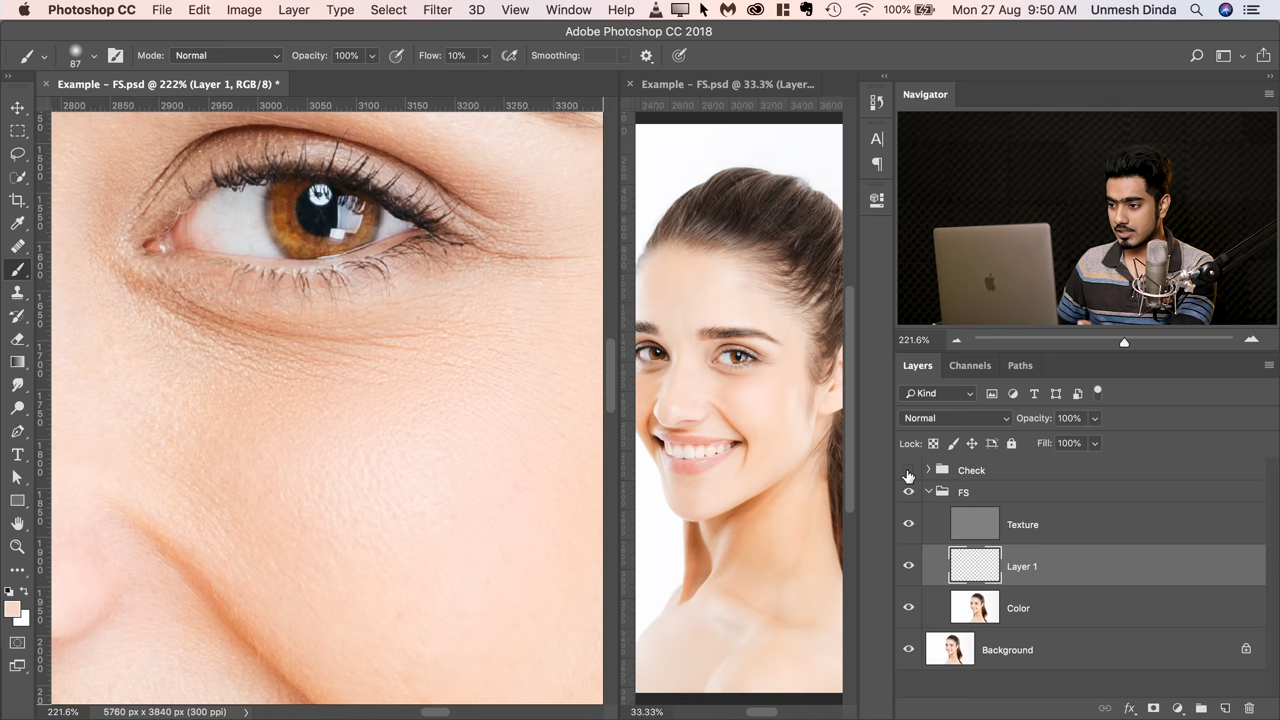 Photoshop CC File Edit Image Layer Type Select Filter 3D View Window Help 100% Mon 27 Aug 9:50 AM Unmesh Dinda
Adobe Photoshop CC 2018
87 Mode: Normal Opacity: 100% Flow: 10% Smoothing:
Example – FS.psd @ 222% (Layer 1, RGB/8) *
Example – FS.psd @ 33.3% (Layer...
Navigator
2800 2850 2900 2950 3000 3050 3100 3150 3200 3250 3300
2400 2600 2800 3000 3200 3400 3600
221.6%
Layers Channels Paths
Kind
Normal Opacity: 100%
Lock: Fill: 100%
Check
FS
Texture
Layer 1
Color
Background
221.6% 5760 px x 3840 px (300 ppi)
33.33%